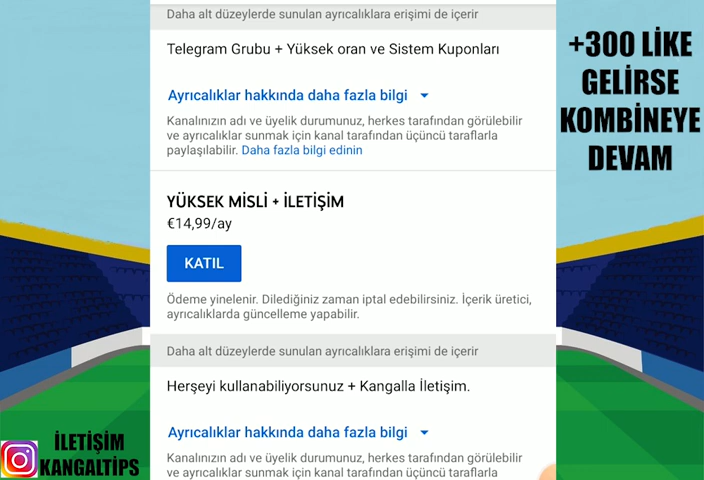 Daha alt düzeylerde sunulan ayrıcalıklara erişimi de içerir
Telegram Grubu + Yüksek oran ve Sistem Kuponları
Ayrıcalıklar hakkında daha fazla bilgi
Kanalınızın adı ve üyelik durumunuz, herkes tarafından görülebilir
ve ayrıcalıklar sunmak için kanal tarafından üçüncü taraflarla
paylaşılabilir. Daha fazla bilgi edinin
YÜKSEK MİSLİ + İLETİŞİM
€14,99/ay
KATIL
Ödeme yinelenir. Dilediğiniz zaman iptal edebilirsiniz. İçerik üretici,
ayrıcalıklarda güncelleme yapabilir.
Daha alt düzeylerde sunulan ayrıcalıklara erişimi de içerir
Herşeyi kullanabiliyorsunuz + Kangalla İletişim.
Ayrıcalıklar hakkında daha fazla bilgi
Kanalınızın adı ve üyelik durumunuz, herkes tarafından görülebilir
ve ayrıcalıklar sunmak için kanal tarafından üçüncü taraflarla
+300 LİKE
GELİRSE
KOMBİNEYE
DEVAM
İLETİŞİM
KANGALTİPS